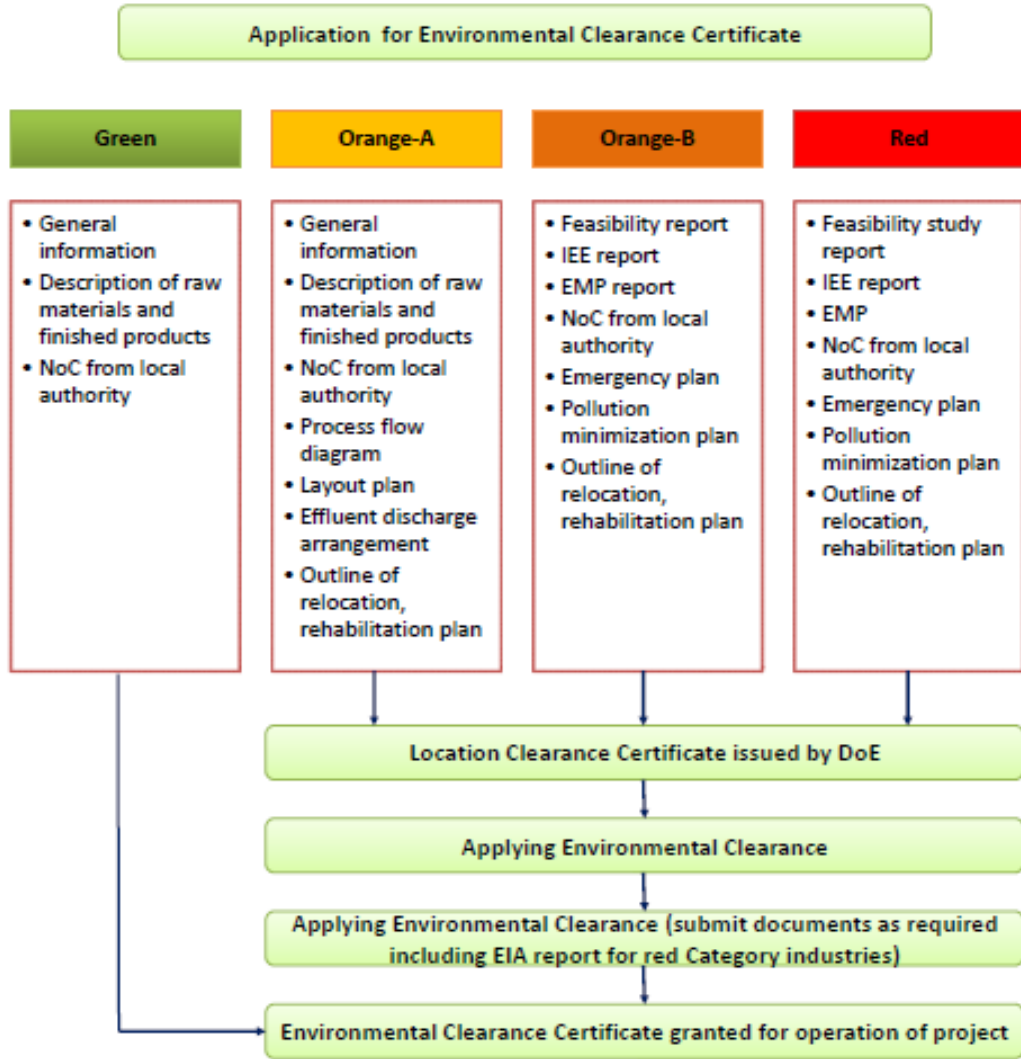 Application for Environmental Clearance Certificate
Green
Orange-A
Orange-B
Red
• General
information
• Description of raw
materials and
finished products
• NoC from local
authority
• General
information
• Description of raw
materials and
finished products
• NoC from local
authority
• Process flow
diagram
• Layout plan
• Effluent discharge
arrangement
• Outline of
relocation,
rehabilitation plan
• Feasibility report
• IEE report
• EMP report
• NoC from local
authority
• Emergency plan
• Pollution
minimization plan
• Outline of
relocation,
rehabilitation plan
• Feasibility study
report
• IEE report
• EMP
• NoC from local
authority
• Emergency plan
• Pollution
minimization plan
• Outline of
relocation,
rehabilitation plan
Location Clearance Certificate issued by DoE
Applying Environmental Clearance
Applying Environmental Clearance (submit documents as required
including EIA report for red Category industries)
Environmental Clearance Certificate granted for operation of project